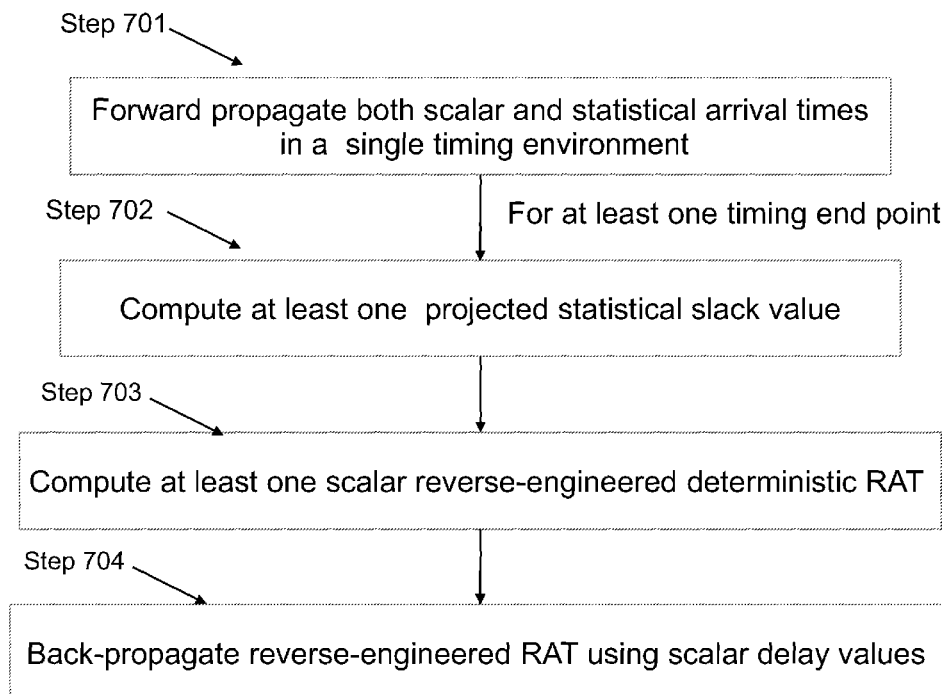 Step 701
Forward propagate both scalar and statistical arrival times
in a single timing environment
Step 702
For at least one timing end point
Compute at least one projected statistical slack value
Step 703
Compute at least one scalar reverse-engineered deterministic RAT
Step 704
Back-propagate reverse-engineered RAT using scalar delay values